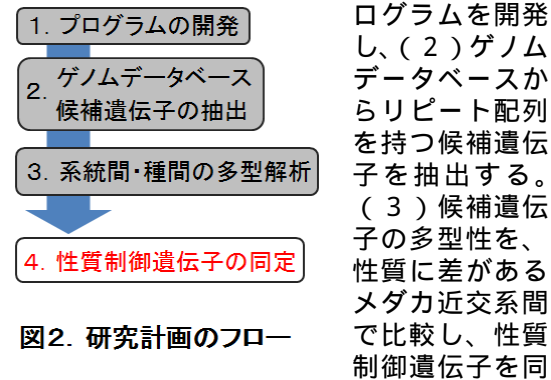 1. プログラムの開発
2. ゲノムデータベース
候補遺伝子の抽出
3. 系統間・種間の多型解析
4. 性質制御遺伝子の同定
図2. 研究計画のフロー
ログラムを開発
し、(2)ゲノム
データベースか
らリピート配列
を持つ候補遺伝
子を抽出する。
(3)候補遺伝
子の多型性を、
性質に差がある
メダカ近交系間
で比較し、性質
制御遺伝子を同